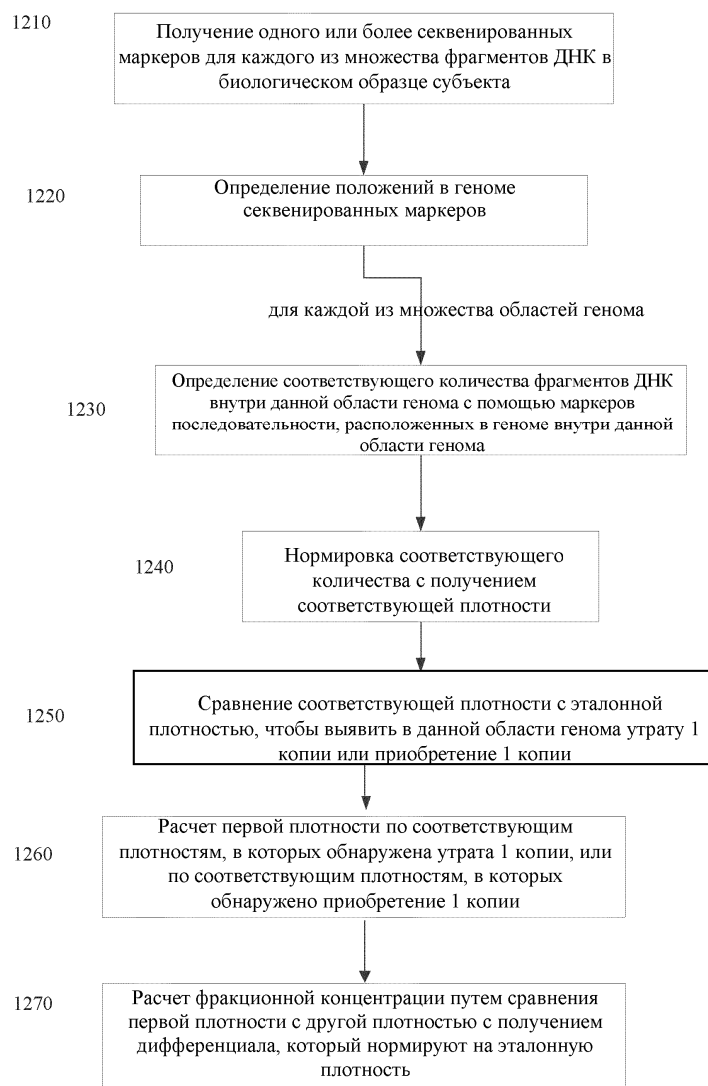 1210
Получение одного или более секвенированных
маркеров для каждого из множества фрагментов ДНК в
биологическом образце субъекта
1220
Определение положений в геноме
секвенированных маркеров
для каждой из множества областей генома
1230
Определение соответствующего количества фрагментов ДНК
внутри данной области генома с помощью маркеров
последовательности, расположенных в геноме внутри данной
области генома
1240
Нормировка соответствующего
количества с получением
соответствующей плотности
1250
Сравнение соответствующей плотности с эталонной
плотностью, чтобы выявить в данной области генома утрату 1
копии или приобретение 1 копии
1260
Расчет первой плотности по соответствующим
плотностям, в которых обнаружена утрата 1 копии, или
по соответствующим плотностям, в которых
обнаружено приобретение 1 копии
1270
Расчет фракционной концентрации путем сравнения
первой плотности с другой плотностью с получением
дифференциала, который нормируют на эталонную
плотность